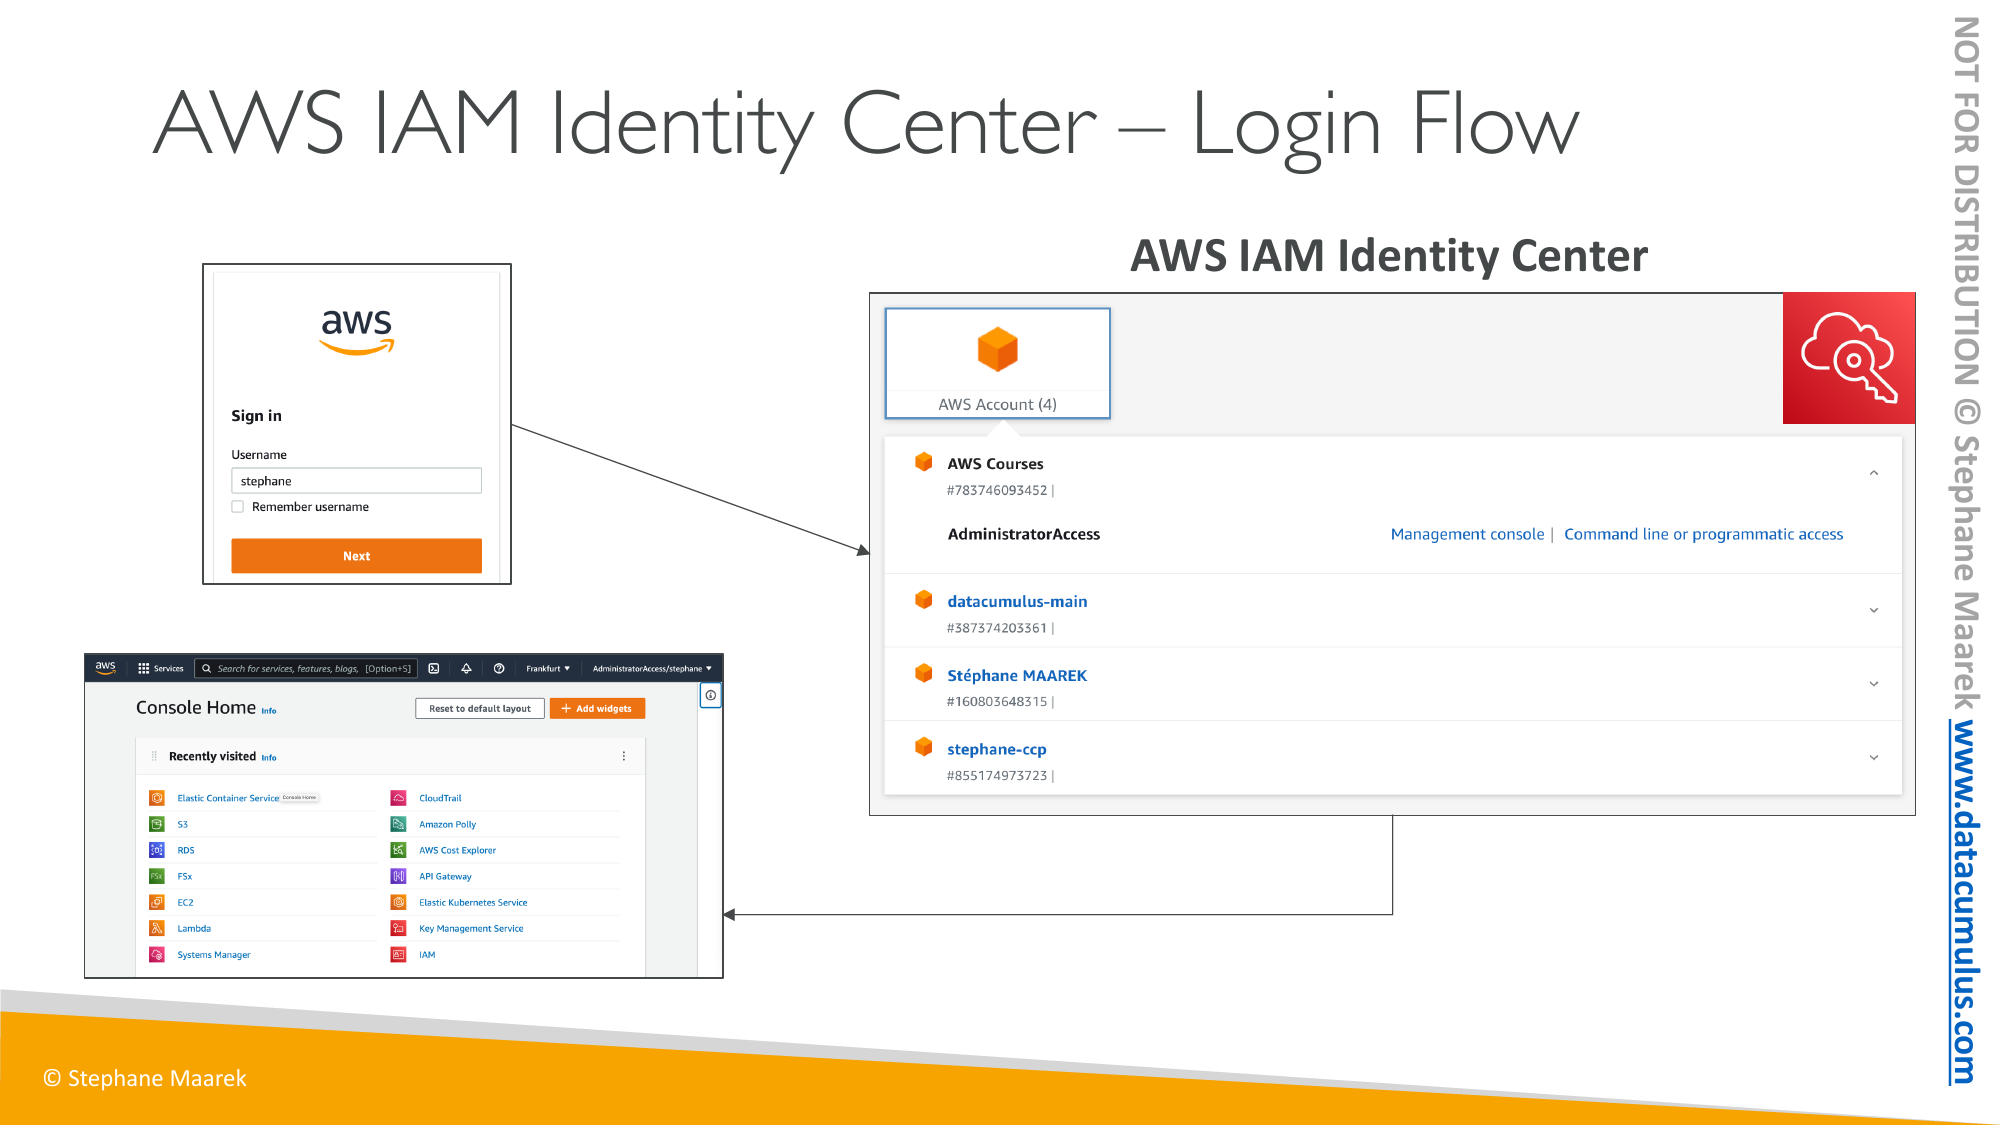 AWS IAM Identity Center – Login Flow
AWS IAM Identity Center
aws
Sign in
Username
stephane
Remember username
Next
AWS Account (4)
AWS Courses
#783746093452 |
AdministratorAccess
Management console | Command line or programmatic access
datacumulus-main
#387374203361 |
Stéphane MAAREK
#160803648315 |
stephane-ccp
#855174973723 |
aws Services Search for services, features, blogs, [Option+S] Frankfurt ▼ AdministratorAccess/stephane ▼
Console Home Info
Reset to default layout
+ Add widgets
Recently visited Info
Elastic Container Service Console Home
CloudTrail
S3
Amazon Polly
RDS
AWS Cost Explorer
FSx FSx
API Gateway
EC2
Elastic Kubernetes Service
Lambda
Key Management Service
Systems Manager
IAM
© Stephane Maarek
NOT FOR DISTRIBUTION © Stephane Maarek www.datacumulus.com